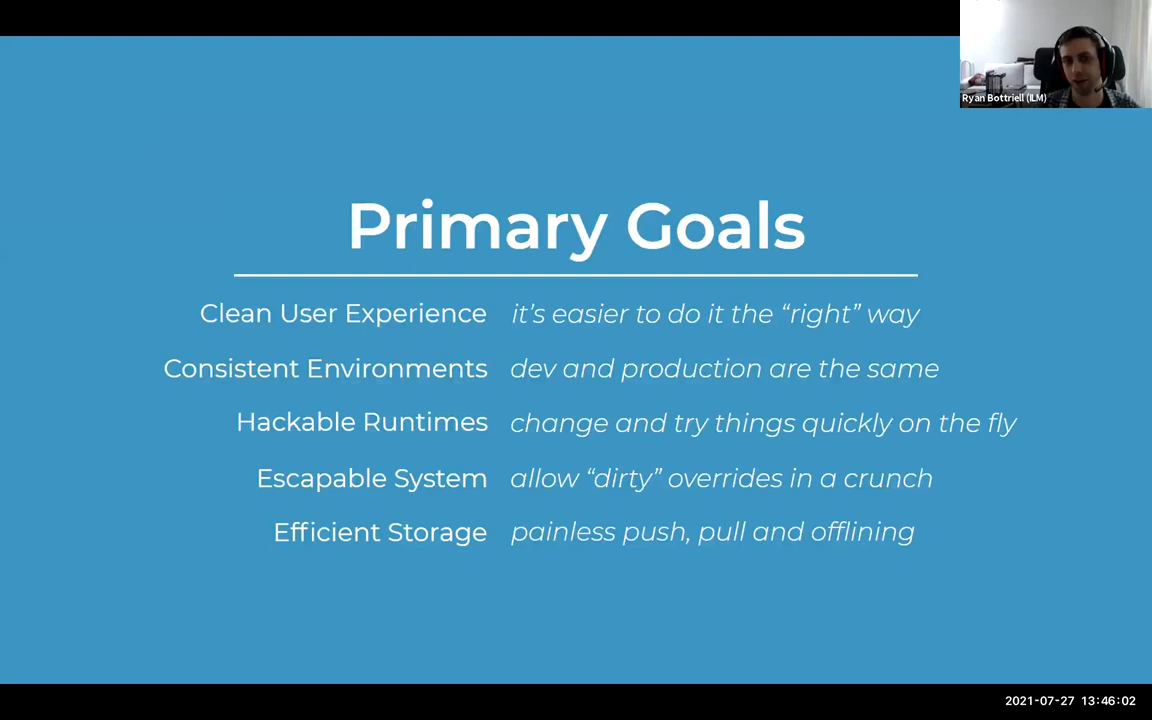 Ryan Bottriell (ILM)
Primary Goals
Clean User Experience it’s easier to do it the “right” way
Consistent Environments dev and production are the same
Hackable Runtimes change and try things quickly on the fly
Escapable System allow “dirty” overrides in a crunch
Efficient Storage painless push, pull and offlining
2021-07-27 13:46:02